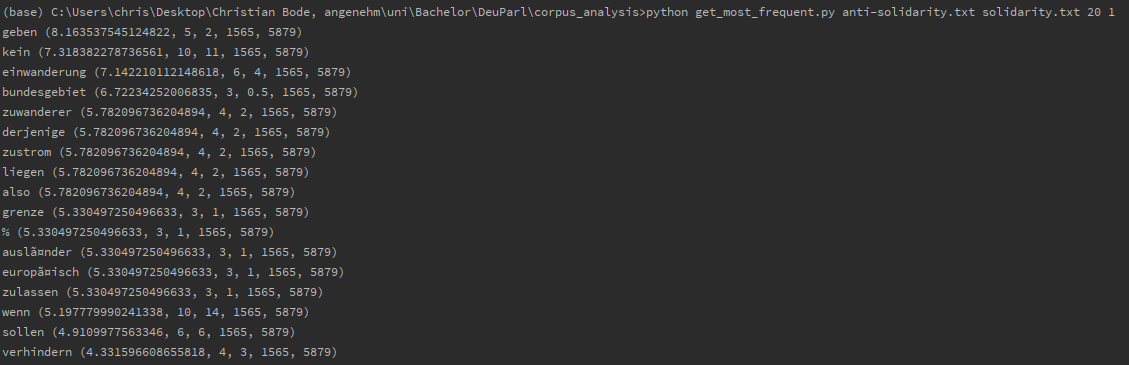 (base) C:\Users\chris\Desktop\Christian Bode, angenehm\uni\Bachelor\DeuParl\corpus_analysis>python get_most_frequent.py anti-solidarity.txt solidarity.txt 20 1
geben (8.163537545124822, 5, 2, 1565, 5879)
kein (7.318382278736561, 10, 11, 1565, 5879)
einwanderung (7.142210112148618, 6, 4, 1565, 5879)
bundesgebiet (6.72234252006835, 3, 0.5, 1565, 5879)
zuwanderer (5.782096736204894, 4, 2, 1565, 5879)
derjenige (5.782096736204894, 4, 2, 1565, 5879)
zustrom (5.782096736204894, 4, 2, 1565, 5879)
liegen (5.782096736204894, 4, 2, 1565, 5879)
also (5.782096736204894, 4, 2, 1565, 5879)
grenze (5.330497250496633, 3, 1, 1565, 5879)
% (5.330497250496633, 3, 1, 1565, 5879)
auslã¤nder (5.330497250496633, 3, 1, 1565, 5879)
europã¤isch (5.330497250496633, 3, 1, 1565, 5879)
zulassen (5.330497250496633, 3, 1, 1565, 5879)
wenn (5.197779990241338, 10, 14, 1565, 5879)
sollen (4.9109977563346, 6, 6, 1565, 5879)
verhindern (4.331596608655818, 4, 3, 1565, 5879)